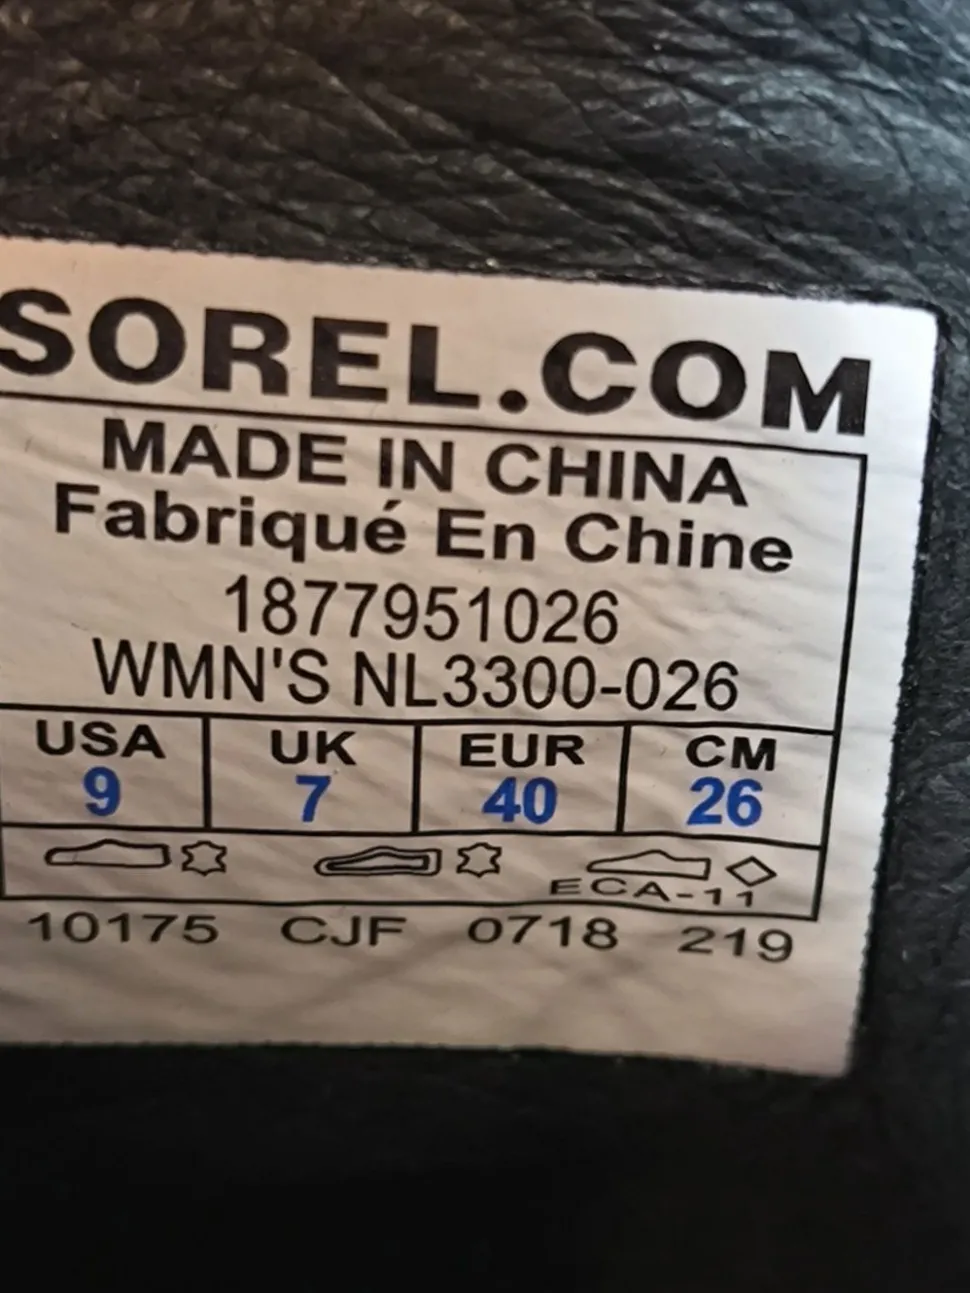 SOREL.COM
MADE IN CHINA
Fabriqué En Chine
1877951026
WMN'S NL3300-026
USA UK EUR CM
9 7 40 26
ECA-11
10175 CJF 0718 219